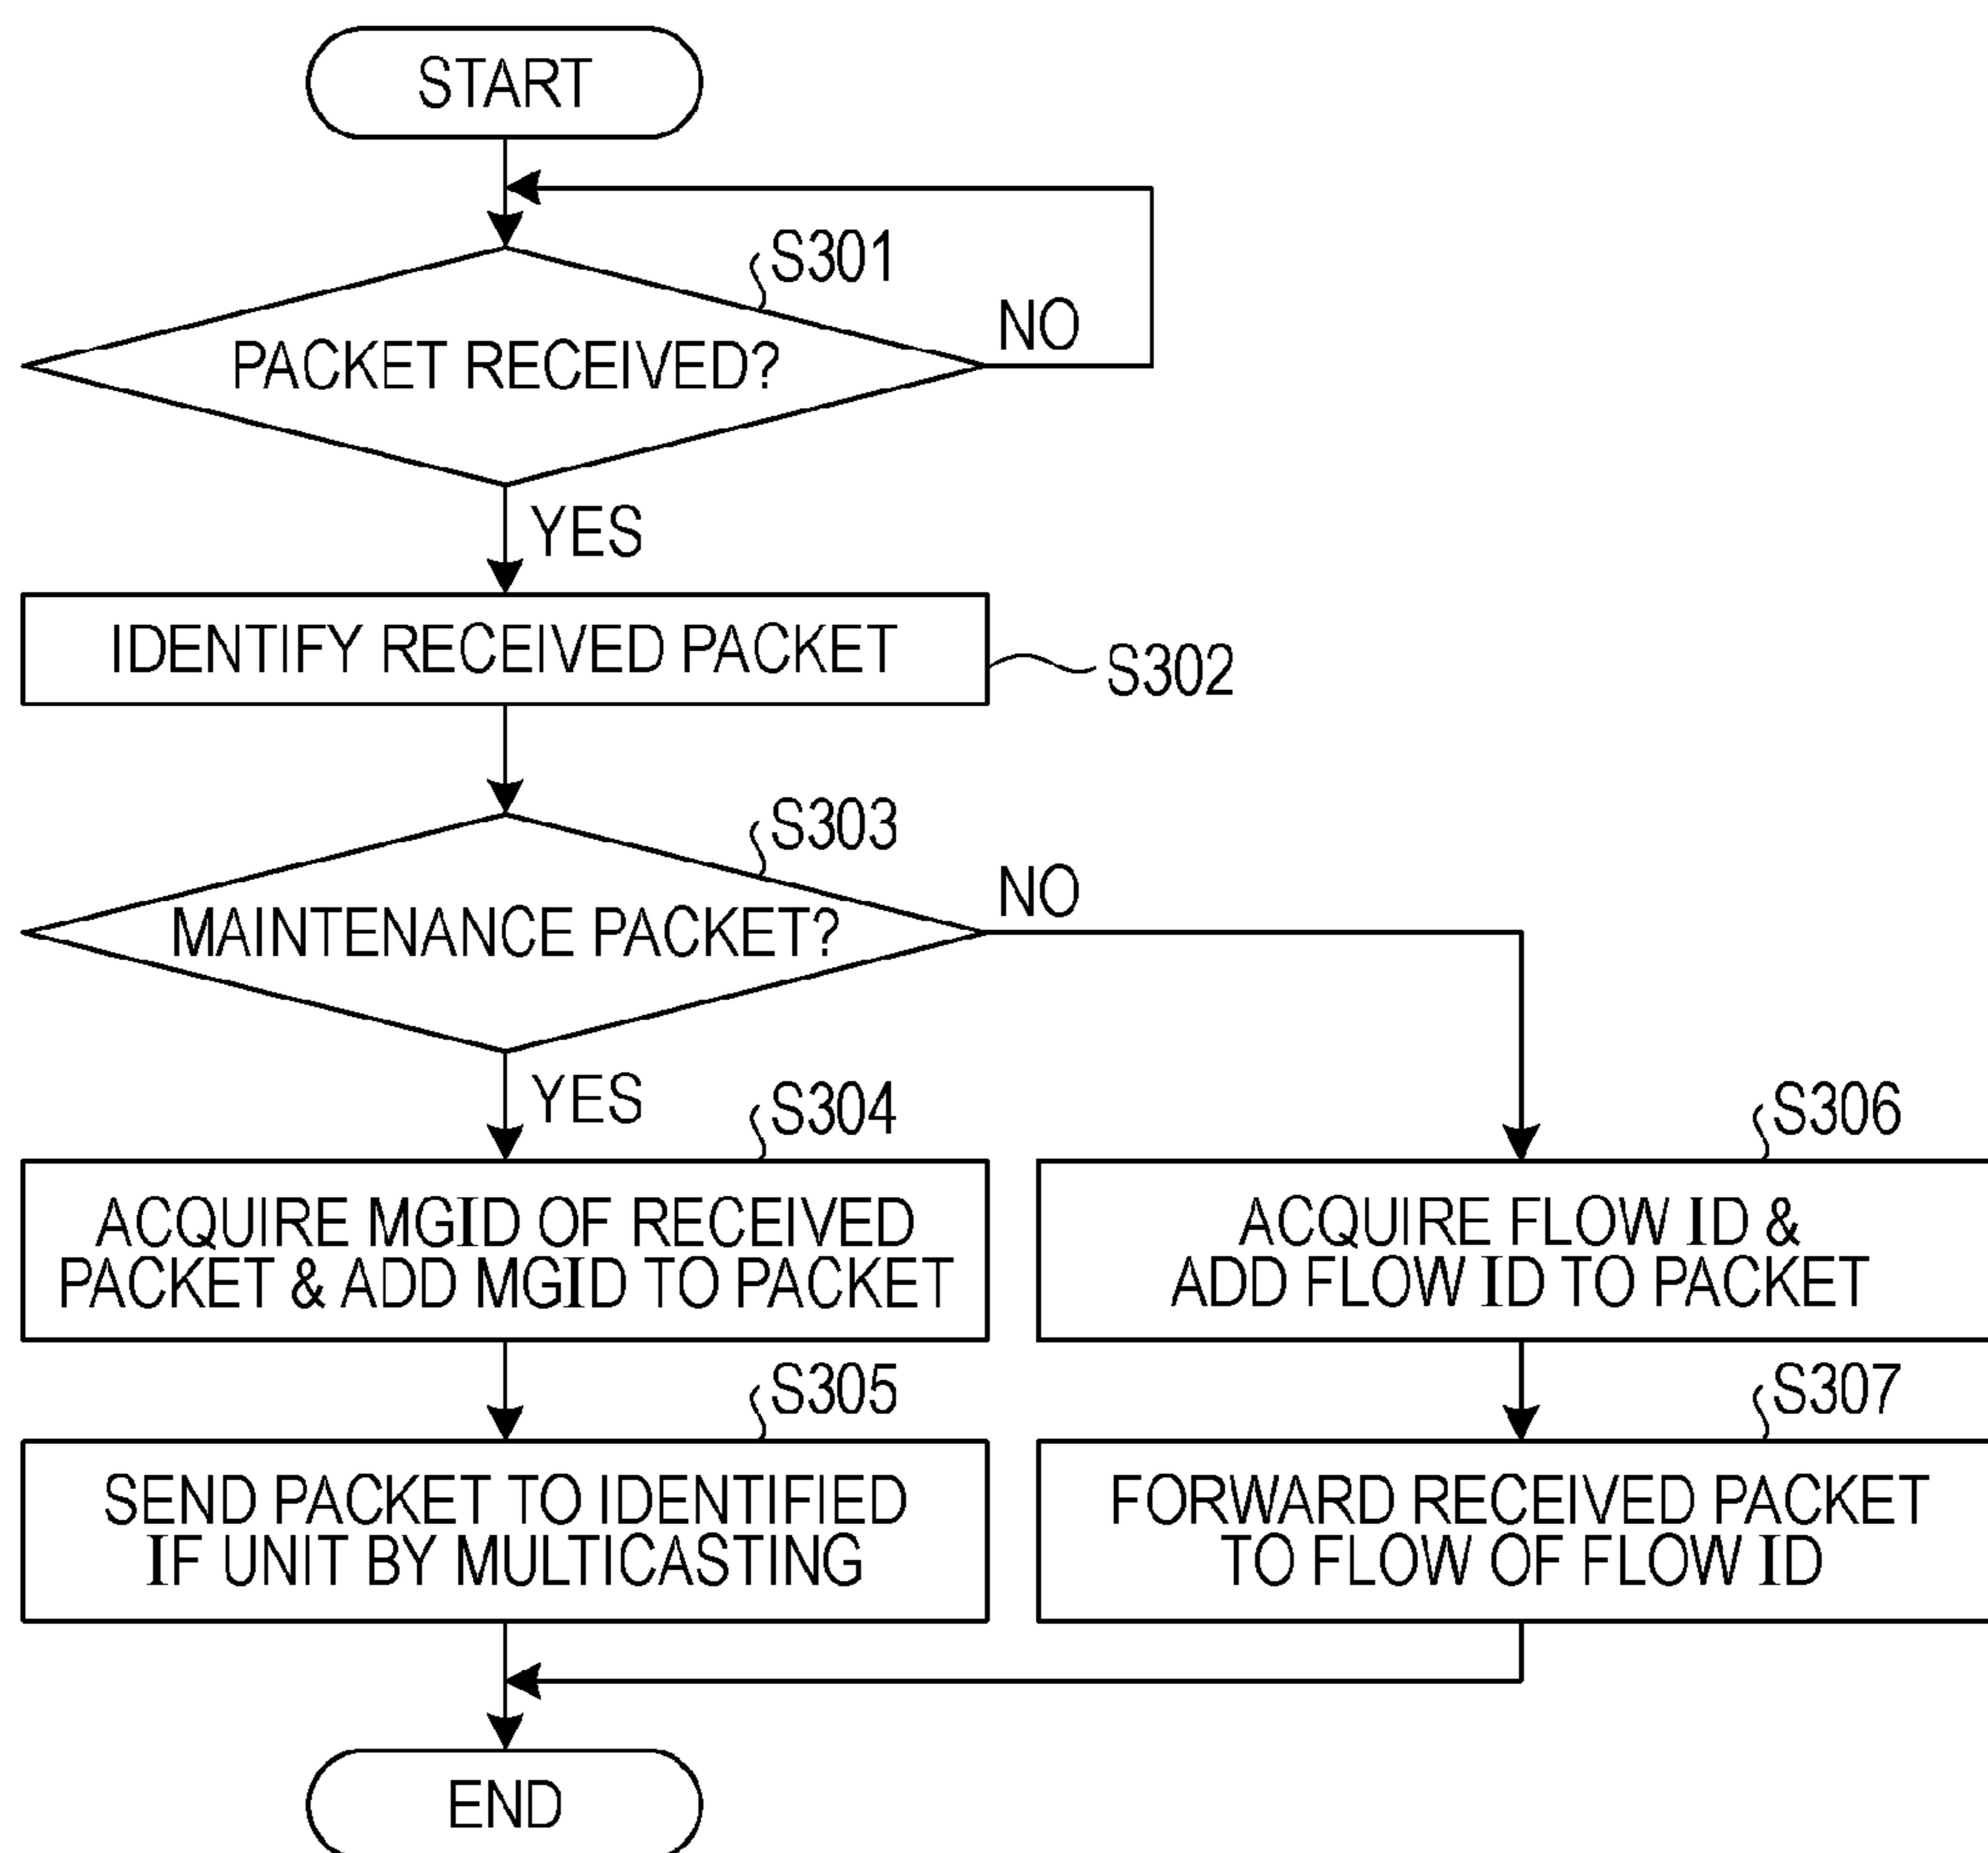 START
S301
PACKET RECEIVED?
NO
YES
IDENTIFY RECEIVED PACKET
S302
S303
MAINTENANCE PACKET?
NO
YES
S304
ACQUIRE MGID OF RECEIVED
PACKET & ADD MGID TO PACKET
S306
ACQUIRE FLOW ID &
ADD FLOW ID TO PACKET
S305
SEND PACKET TO IDENTIFIED
IF UNIT BY MULTICASTING
S307
FORWARD RECEIVED PACKET
TO FLOW OF FLOW ID
END